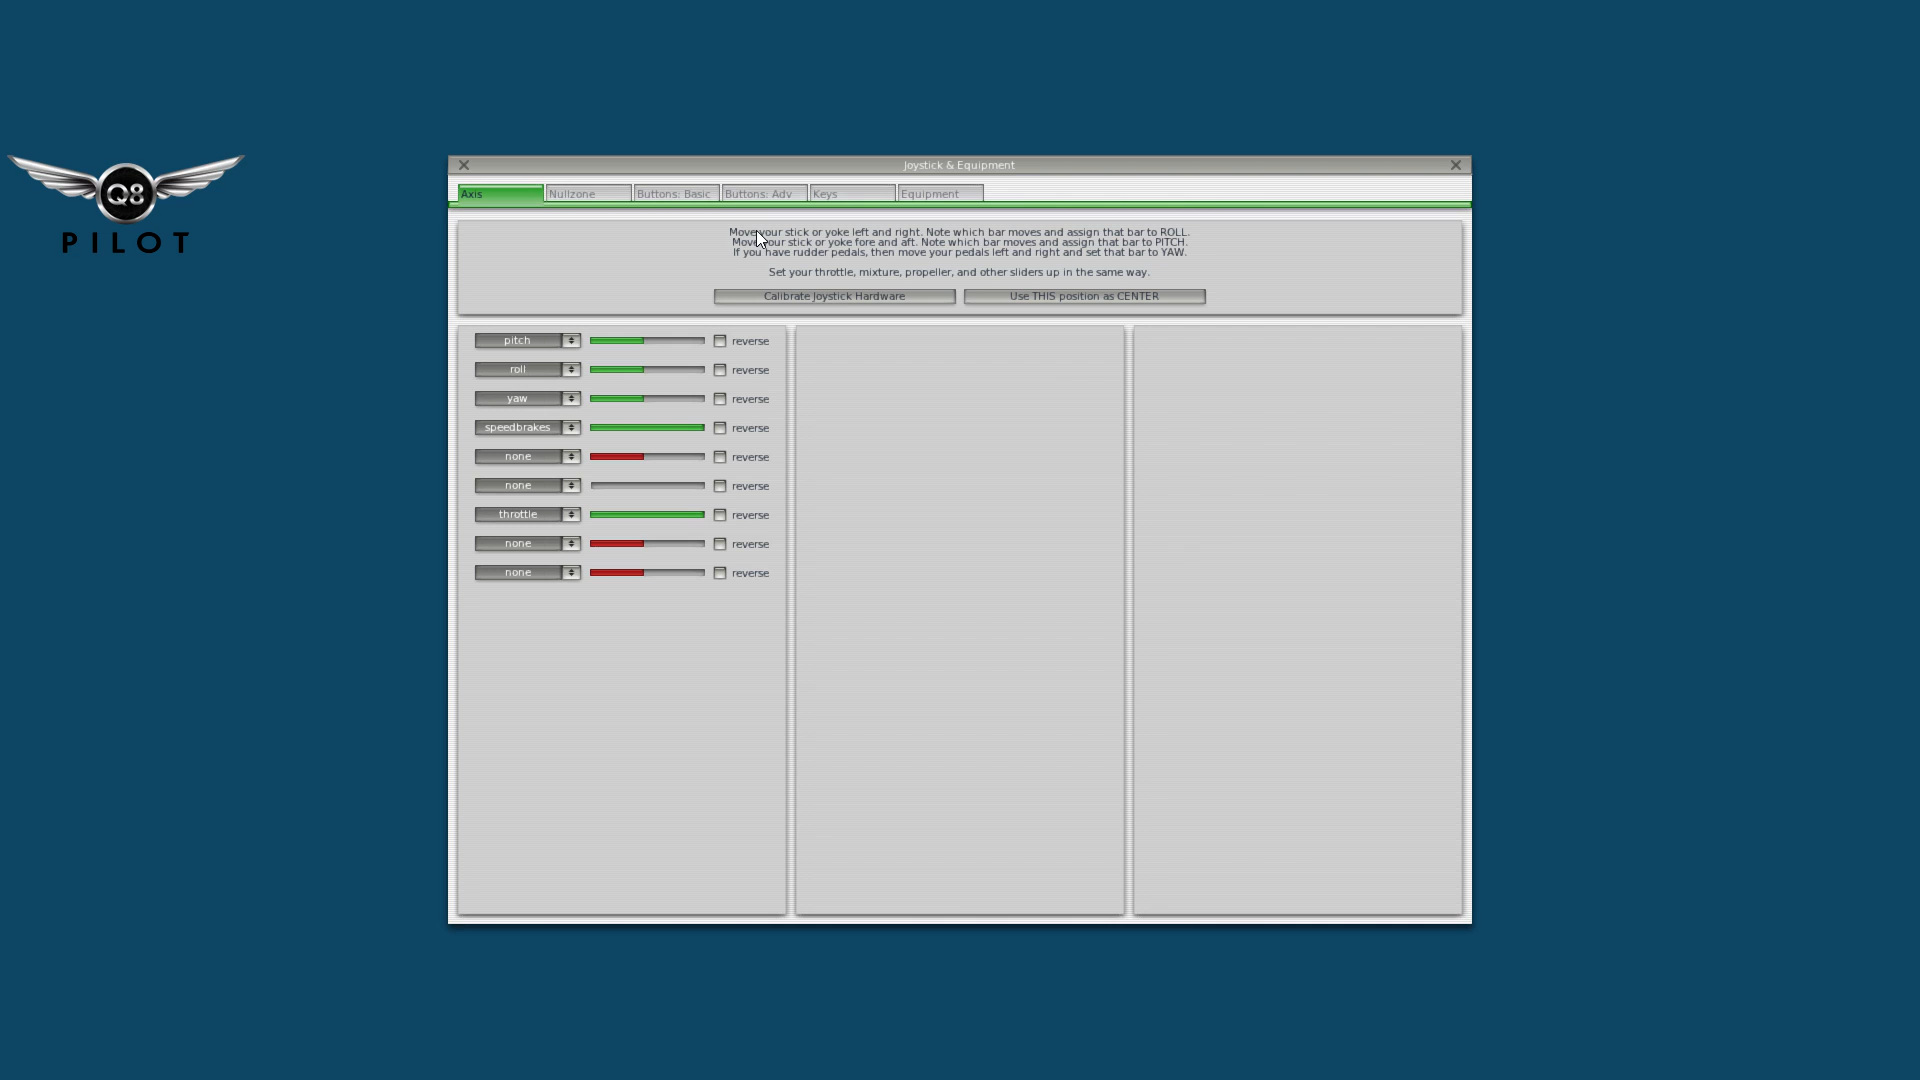 Q8
PILOT
Joystick & Equipment
Axis
Nullzone
Buttons: Basic
Buttons: Adv
Keys
Equipment
Move your stick or yoke left and right. Note which bar moves and assign that bar to ROLL.
Move your stick or yoke fore and aft. Note which bar moves and assign that bar to PITCH.
If you have rudder pedals, then move your pedals left and right and set that bar to YAW.
Set your throttle, mixture, propeller, and other sliders up in the same way.
Calibrate Joystick Hardware
Use THIS position as CENTER
pitch reverse
roll reverse
yaw reverse
speedbrakes reverse
none reverse
none reverse
throttle reverse
none reverse
none reverse